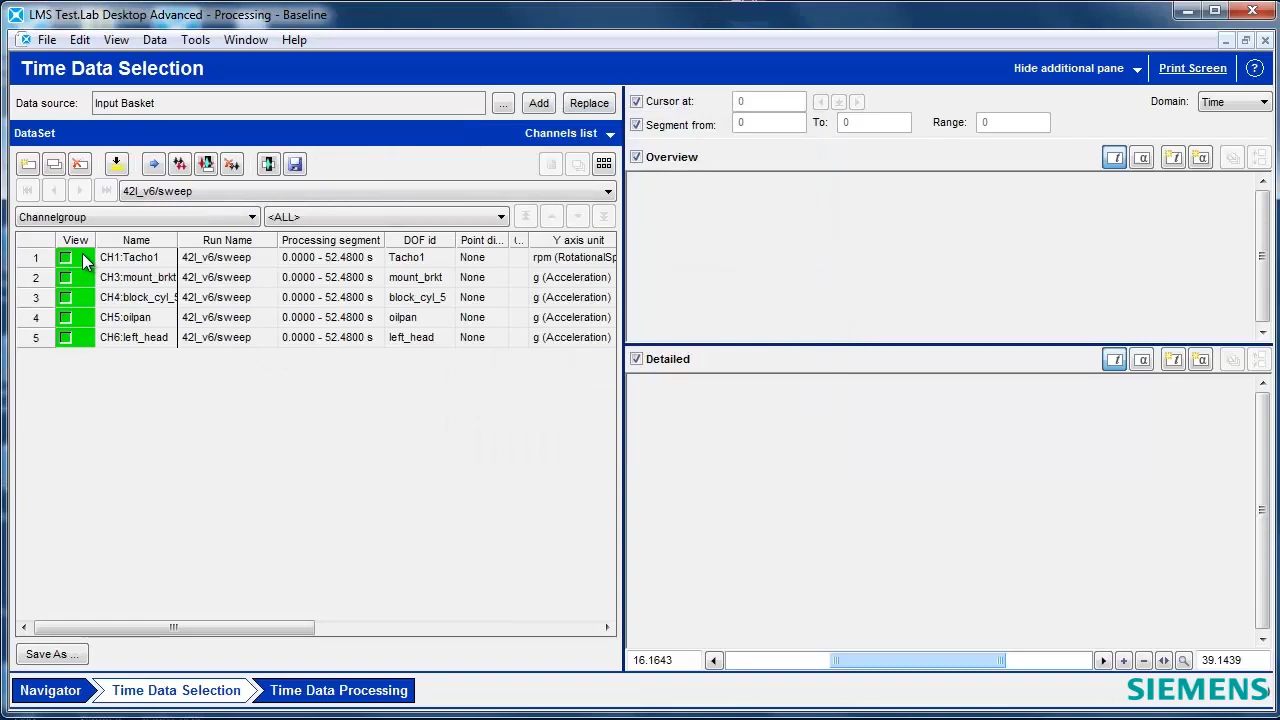 LMS Test.Lab Desktop Advanced - Processing - Baseline
File Edit View Data Tools Window Help
Time Data Selection
Hide additional pane
Print Screen
?
Data source: Input Basket ... Add Replace
DataSet
Channels list
42l_v6/sweep
Channelgroup <ALL>
View Name Run Name Processing segment DOF id Point di... (.. Y axis unit
1 CH1:Tacho1 42l_v6/sweep 0.0000 - 52.4800 s Tacho1 None rpm (RotationalSp
2 CH3:mount_brkt 42l_v6/sweep 0.0000 - 52.4800 s mount_brkt None g (Acceleration)
3 CH4:block_cyl_5 42l_v6/sweep 0.0000 - 52.4800 s block_cyl_5 None g (Acceleration)
4 CH5:oilpan 42l_v6/sweep 0.0000 - 52.4800 s oilpan None g (Acceleration)
5 CH6:left_head 42l_v6/sweep 0.0000 - 52.4800 s left_head None g (Acceleration)
Save As ...
Cursor at: 0
Domain: Time
Segment from: 0 To: 0 Range: 0
Overview
Detailed
16.1643
39.1439
Navigator
Time Data Selection
Time Data Processing
SIEMENS